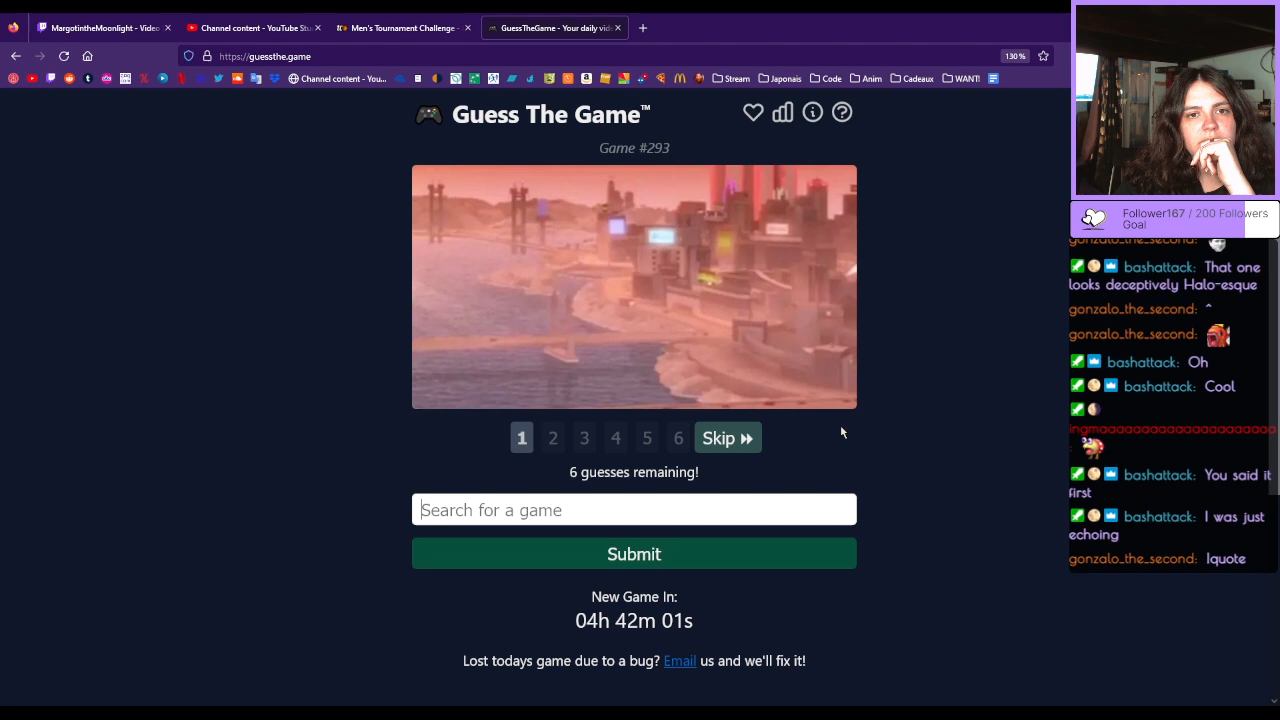 MargotintheMoonlight - Video
Channel content - YouTube Stu
Men's Tournament Challenge -
GuessTheGame - Your daily vid
https://guessthe.game
130%
Channel content - You...
Stream
Japonais
Code
Anim
Cadeaux
WANT!
Guess The Game™
Game #293
1 2 3 4 5 6 Skip
6 guesses remaining!
Search for a game
Submit
New Game In:
04h 42m 01s
Lost todays game due to a bug? Email us and we'll fix it!
Follower167 / 200 Followers
Goal
gonzalo_the_second:
bashattack: That one
looks deceptively Halo-esque
gonzalo_the_second: ^
gonzalo_the_second:
bashattack: Oh
bashattack: Cool
bashattack: You said it
first
bashattack: I was just
echoing
gonzalo_the_second: Iquote